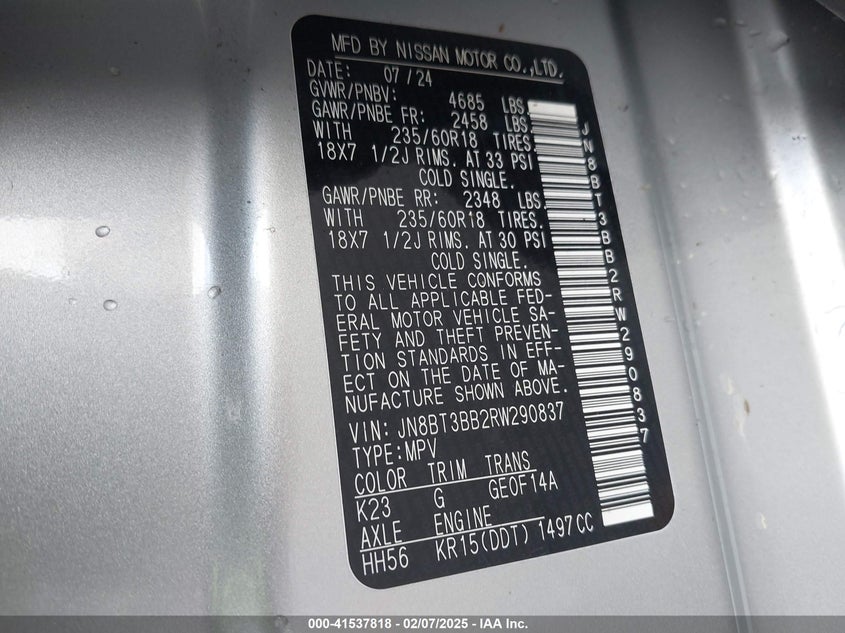 MFD BY NISSAN MOTOR CO.,LTD.
DATE: 07/24
GVWR/PNBV: 4685 LBS
GAWR/PNBE FR: 2458 LBS
WITH 235/60R18 TIRES
18X7 1/2J RIMS. AT 33 PSI
COLD SINGLE.
GAWR/PNBE RR: 2348 LBS
WITH 235/60R18 TIRES.
18X7 1/2J RIMS. AT 30 PSI
COLD SINGLE.
THIS VEHICLE CONFORMS
TO ALL APPLICABLE FED-
ERAL MOTOR VEHICLE SA-
FETY AND THEFT PREVEN-
TION STANDARDS IN EFF-
ECT ON THE DATE OF MA-
NUFACTURE SHOWN ABOVE.
VIN: JN8BT3BB2RW290837
TYPE:MPV
COLOR TRIM TRANS
K23 G GE0F14A
AXLE ENGINE
HH56 KR15(DDT) 1497CC
JN8BT3BB2RW290837
000-41537818 - 02/07/2025 - IAA Inc.